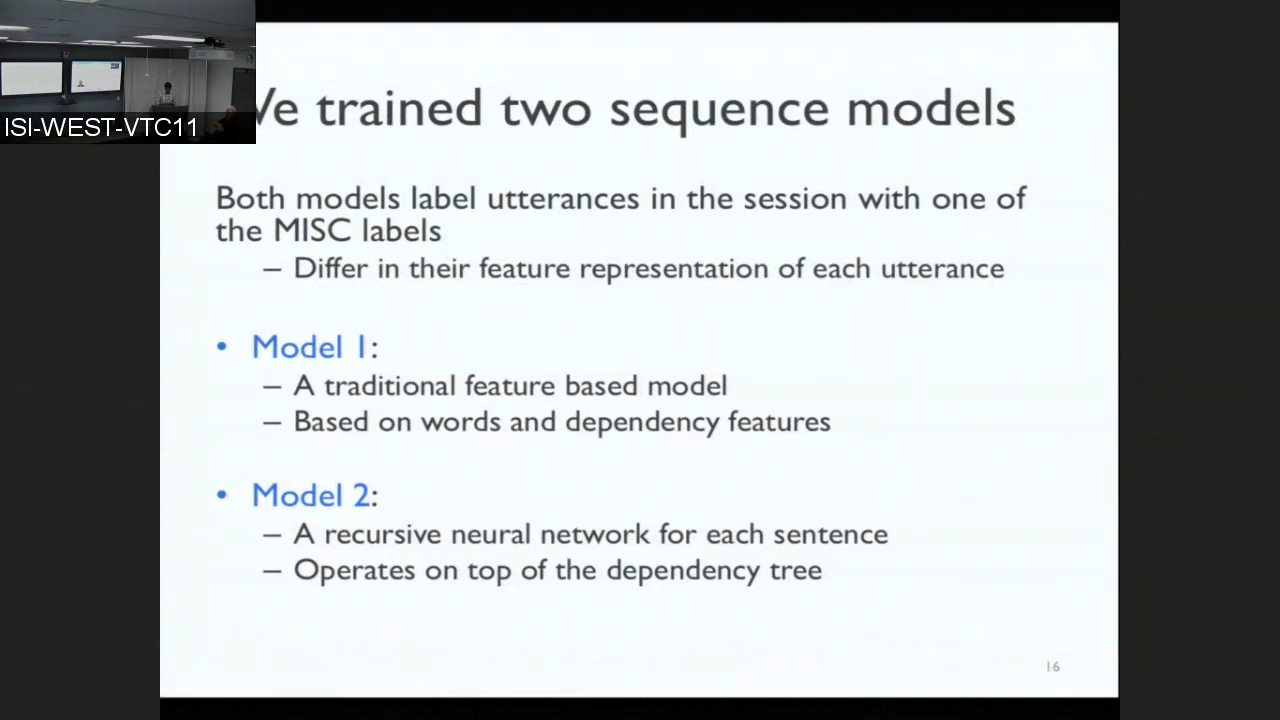 ISI-WEST-VTC11
We trained two sequence models
Both models label utterances in the session with one of
the MISC labels
– Differ in their feature representation of each utterance
• Model 1:
– A traditional feature based model
– Based on words and dependency features
• Model 2:
– A recursive neural network for each sentence
– Operates on top of the dependency tree
16